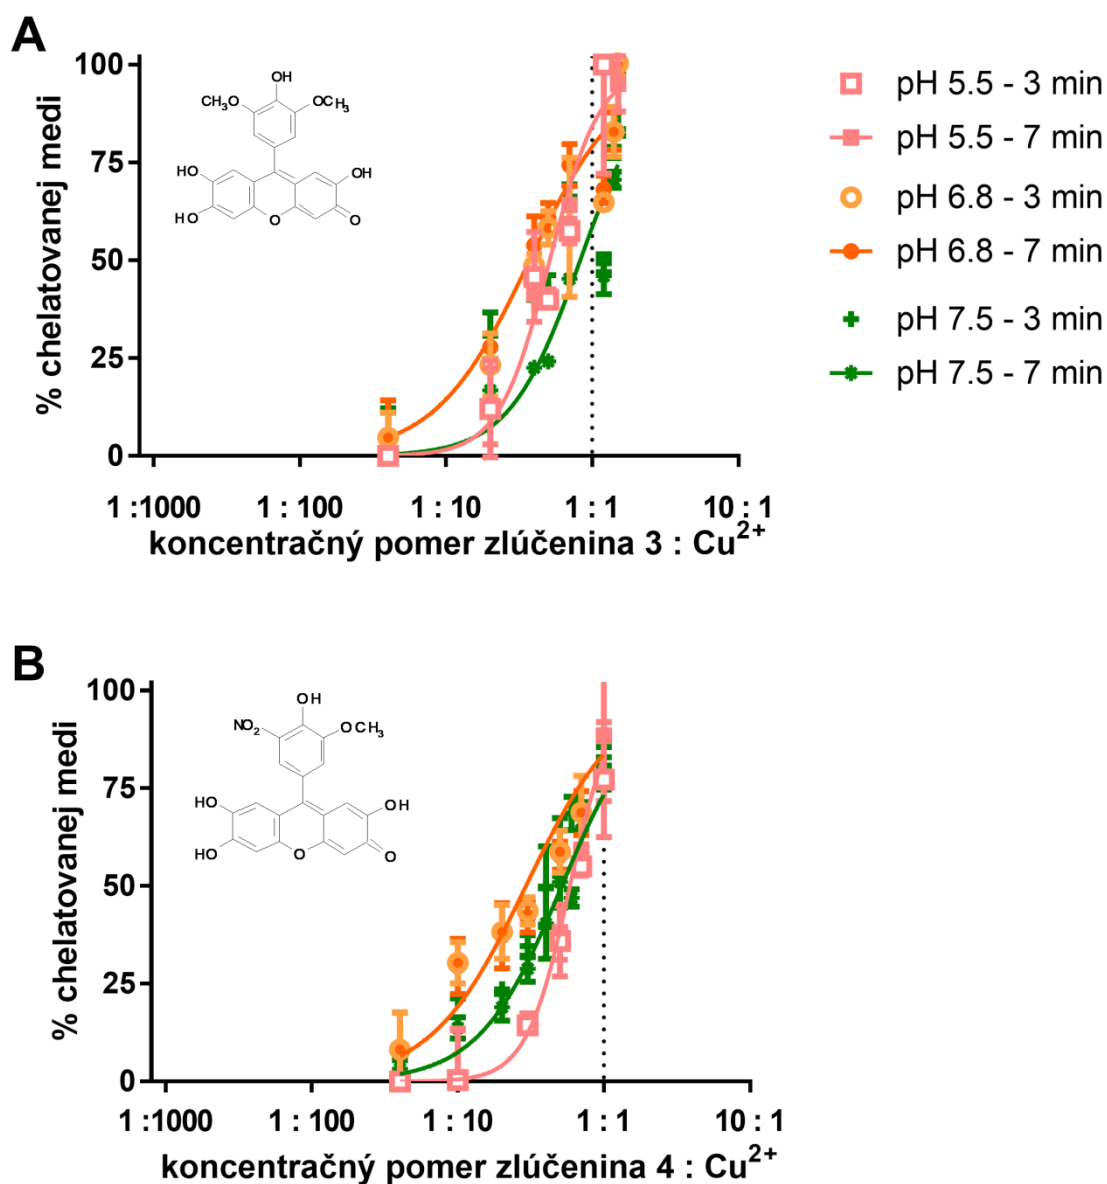 A
% chelatovanej medi
100
75
50
25
0
OH
CH₃O OCH₃
HO OH
HO O O
1:1000 1:100 1:10 1:1 10:1
koncentračný pomer zlúčenina 3 : Cu²⁺
pH 5.5 - 3 min
pH 5.5 - 7 min
pH 6.8 - 3 min
pH 6.8 - 7 min
pH 7.5 - 3 min
pH 7.5 - 7 min
B
% chelatovanej medi
100
75
50
25
0
OH
NO₂ OCH₃
HO OH
HO O O
1:1000 1:100 1:10 1:1 10:1
koncentračný pomer zlúčenina 4 : Cu²⁺